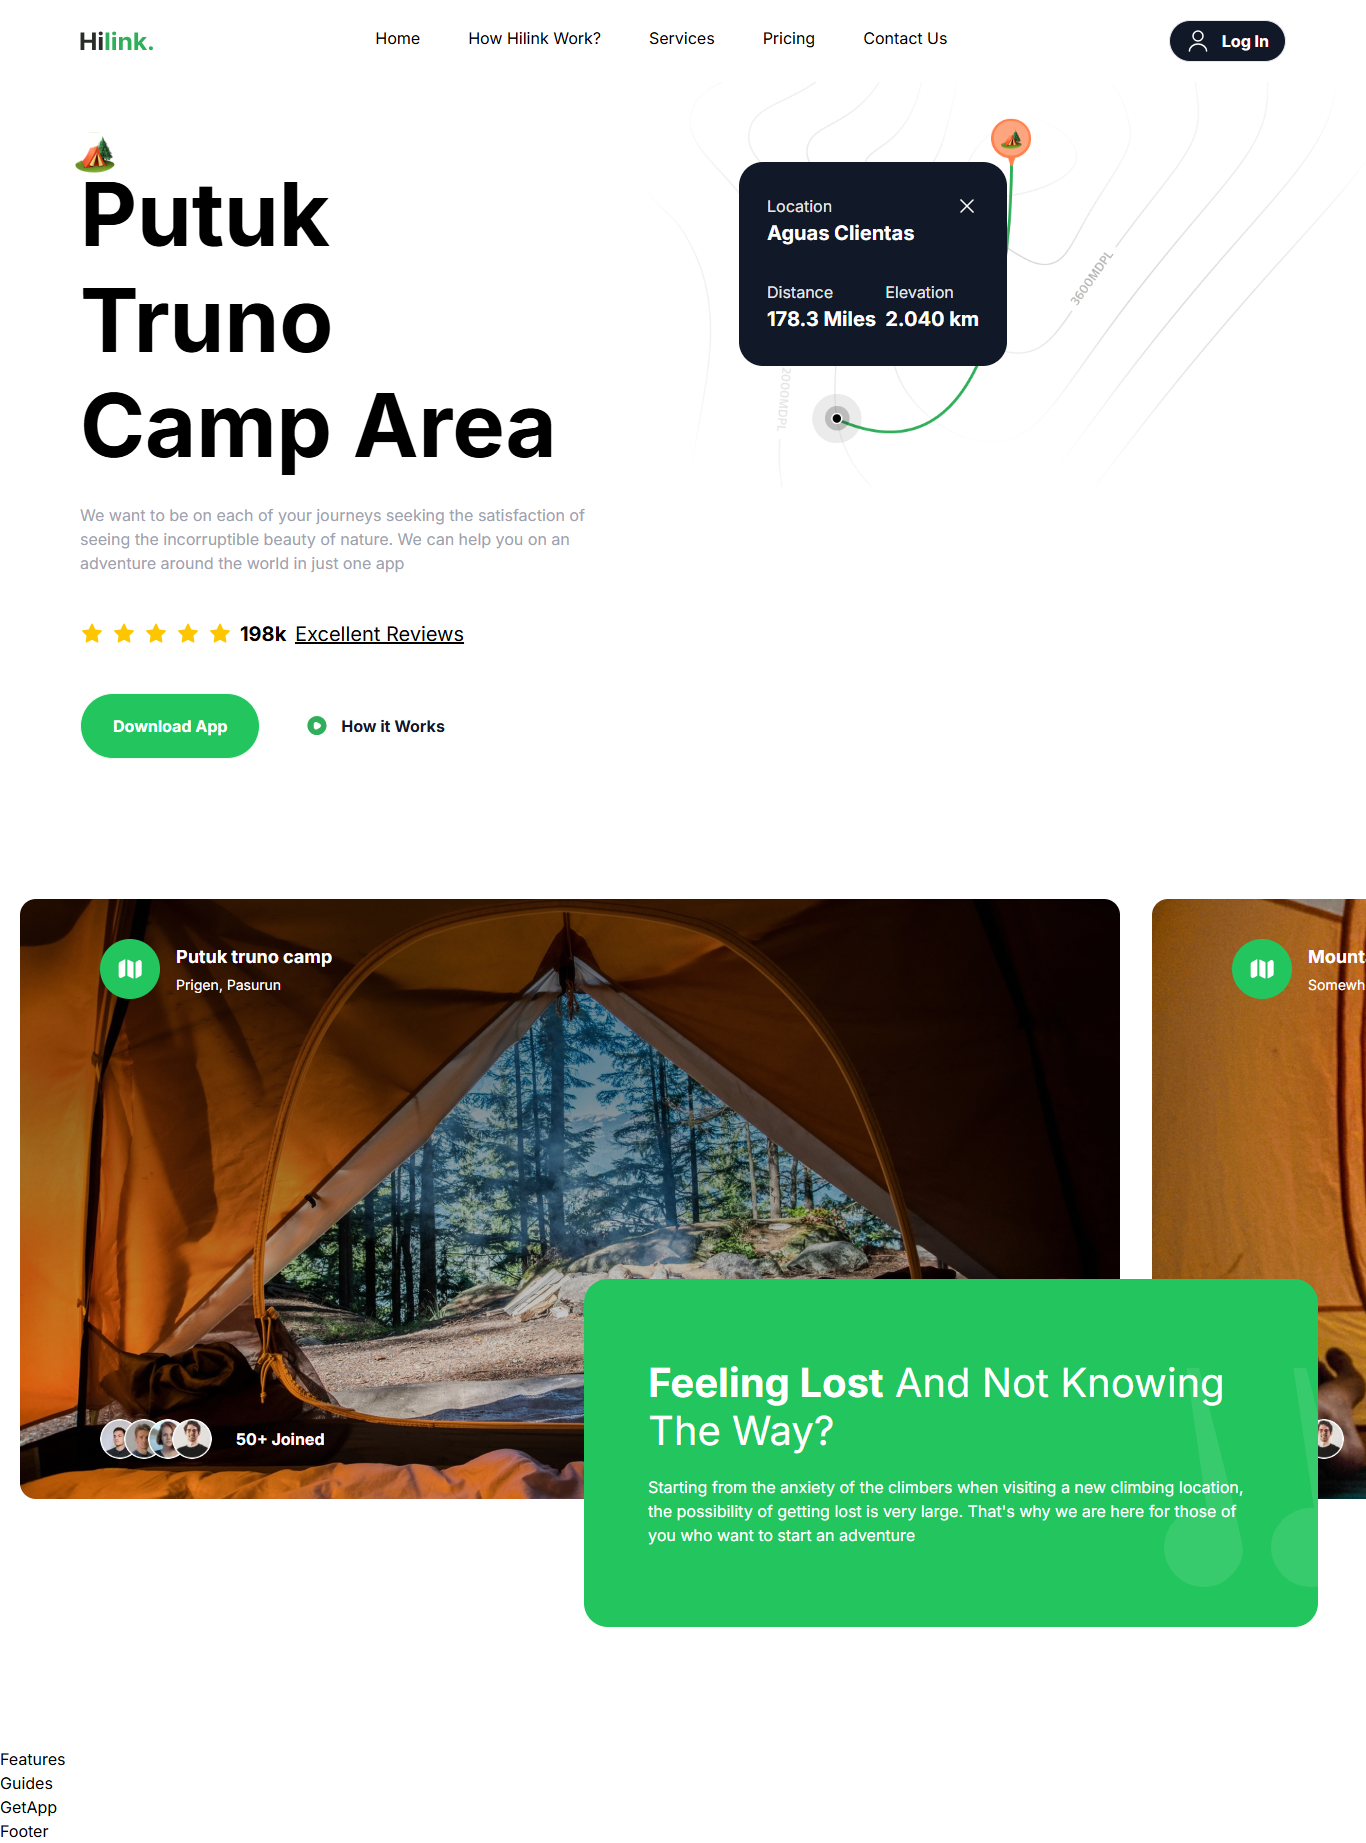 Hilink.
Home
How Hilink Work?
Services
Pricing
Contact Us
Log In
Putuk
Truno
Camp Area
We want to be on each of your journeys seeking the satisfaction of
seeing the incorruptible beauty of nature. We can help you on an
adventure around the world in just one app
198k Excellent Reviews
Download App
How it Works
Location
Aguas Clientas
Distance
178.3 Miles
Elevation
2.040 km
3600MDPL
2000MDPL
Putuk truno camp
Prigen, Pasurun
50+ Joined
Mount
Somewh
Feeling Lost And Not Knowing
The Way?
Starting from the anxiety of the climbers when visiting a new climbing location,
the possibility of getting lost is very large. That's why we are here for those of
you who want to start an adventure
Features
Guides
GetApp
Footer